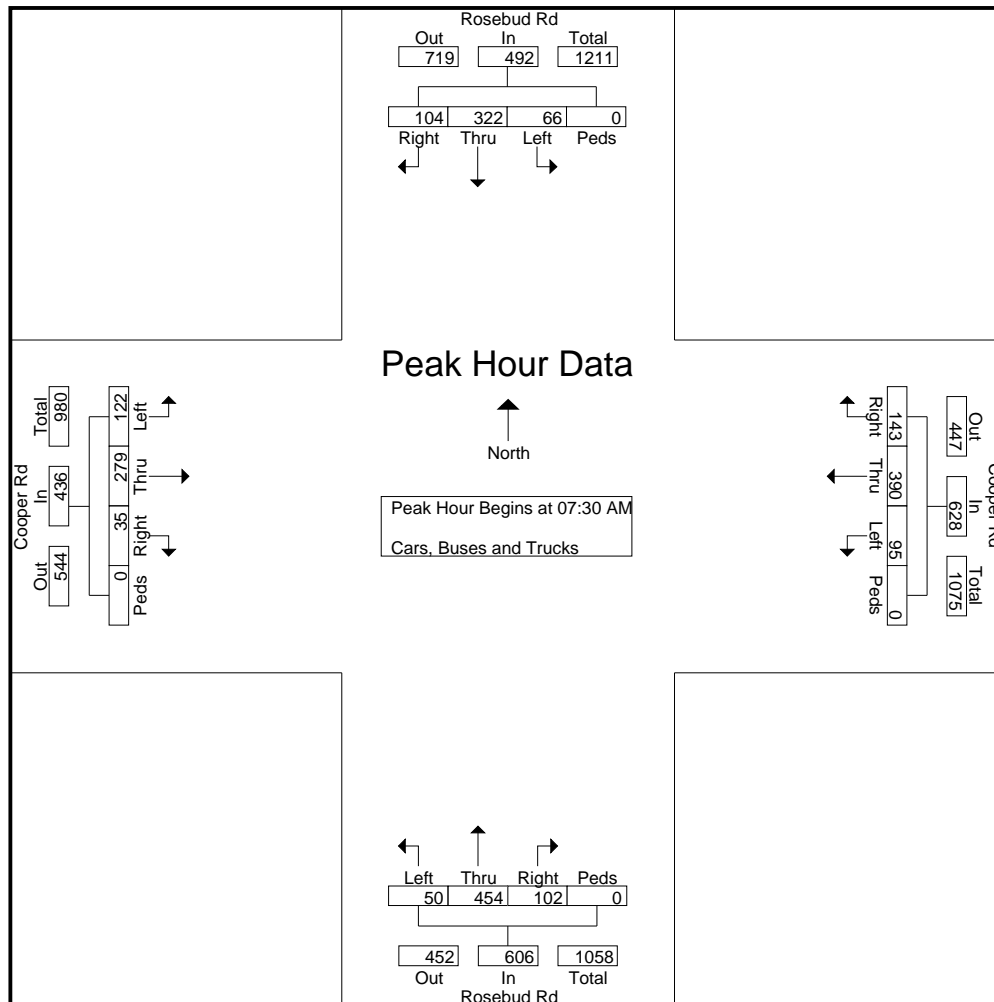 Rosebud Rd
Out In Total
719 492 1211
104 322 66 0
Right Thru Left Peds
Peak Hour Data
North
Peak Hour Begins at 07:30 AM
Cars, Buses and Trucks
Cooper Rd
Total In Out
980 436 544
122 279 35 0
Left Thru Right Peds
Right Thru Left Peds
143 390 95 0
Out In Total
447 628 1075
Cooper Rd
Left Thru Right Peds
50 454 102 0
452 606 1058
Out In Total
Rosebud Rd